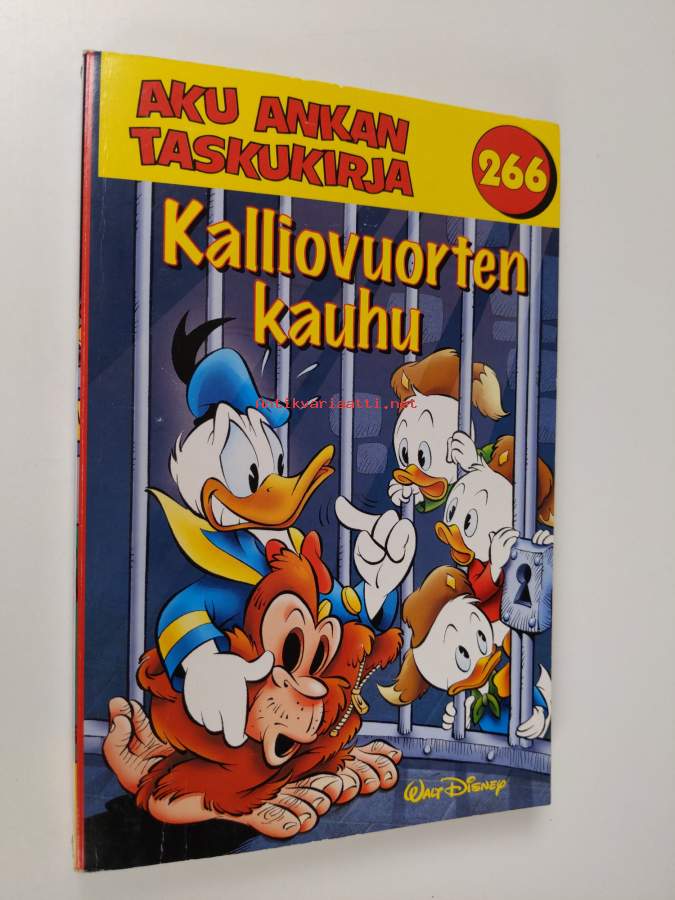 AKU ANKAN
TASKUKIRJA
266
Kalliovuorten
kauhu
antikvariaatti.net
WALT DISNEY